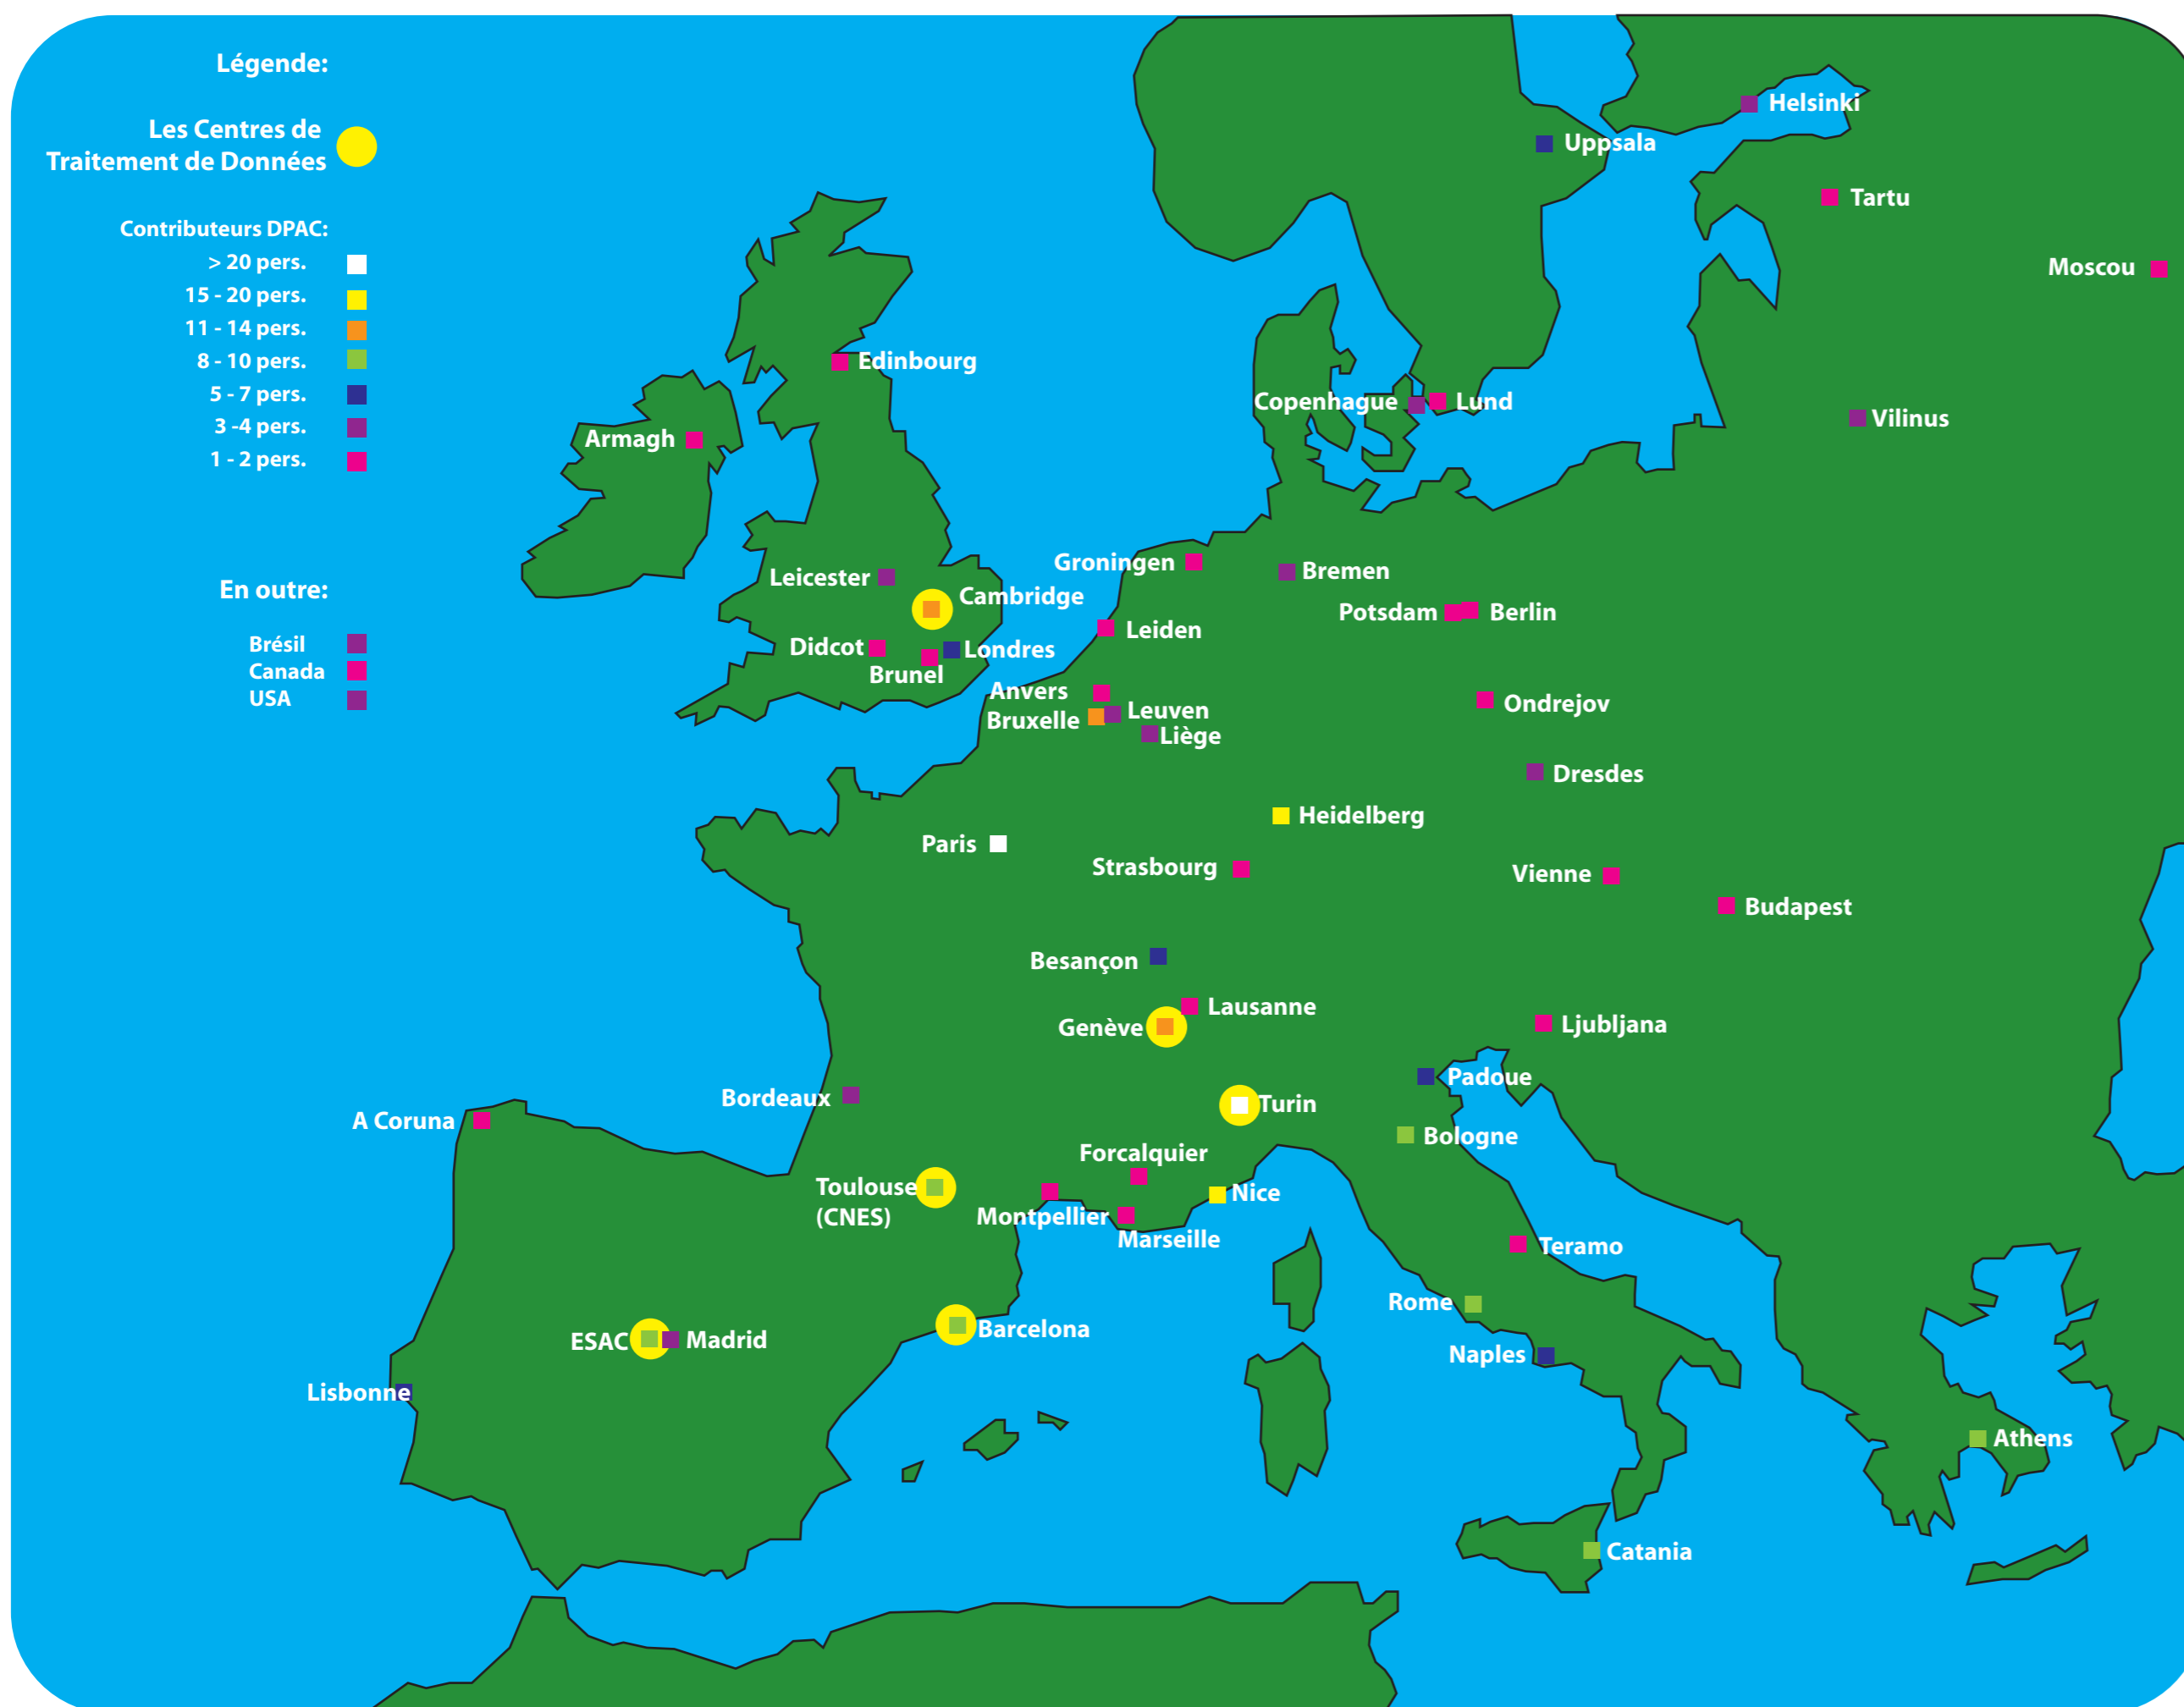 Légende:
Les Centres de
Traitement de Données
Contributeurs DPAC:
> 20 pers.
15 - 20 pers.
11 - 14 pers.
8 - 10 pers.
5 - 7 pers.
3 -4 pers.
1 - 2 pers.
En outre:
Brésil
Canada
USA
Helsinki
Uppsala
Tartu
Moscou
Edinbourg
Copenhague
Lund
Vilinus
Armagh
Groningen
Bremen
Leicester
Cambridge
Potsdam
Berlin
Leiden
Didcot
Londres
Brunel
Anvers
Leuven
Bruxelle
Liège
Ondrejov
Dresdes
Heidelberg
Paris
Strasbourg
Vienne
Budapest
Besançon
Lausanne
Genève
Ljubljana
Padoue
Bordeaux
Turin
A Coruna
Bologne
Forcalquier
Toulouse
(CNES)
Nice
Montpellier
Marseille
Teramo
Rome
Barcelona
ESAC
Madrid
Naples
Lisbonne
Athens
Catania